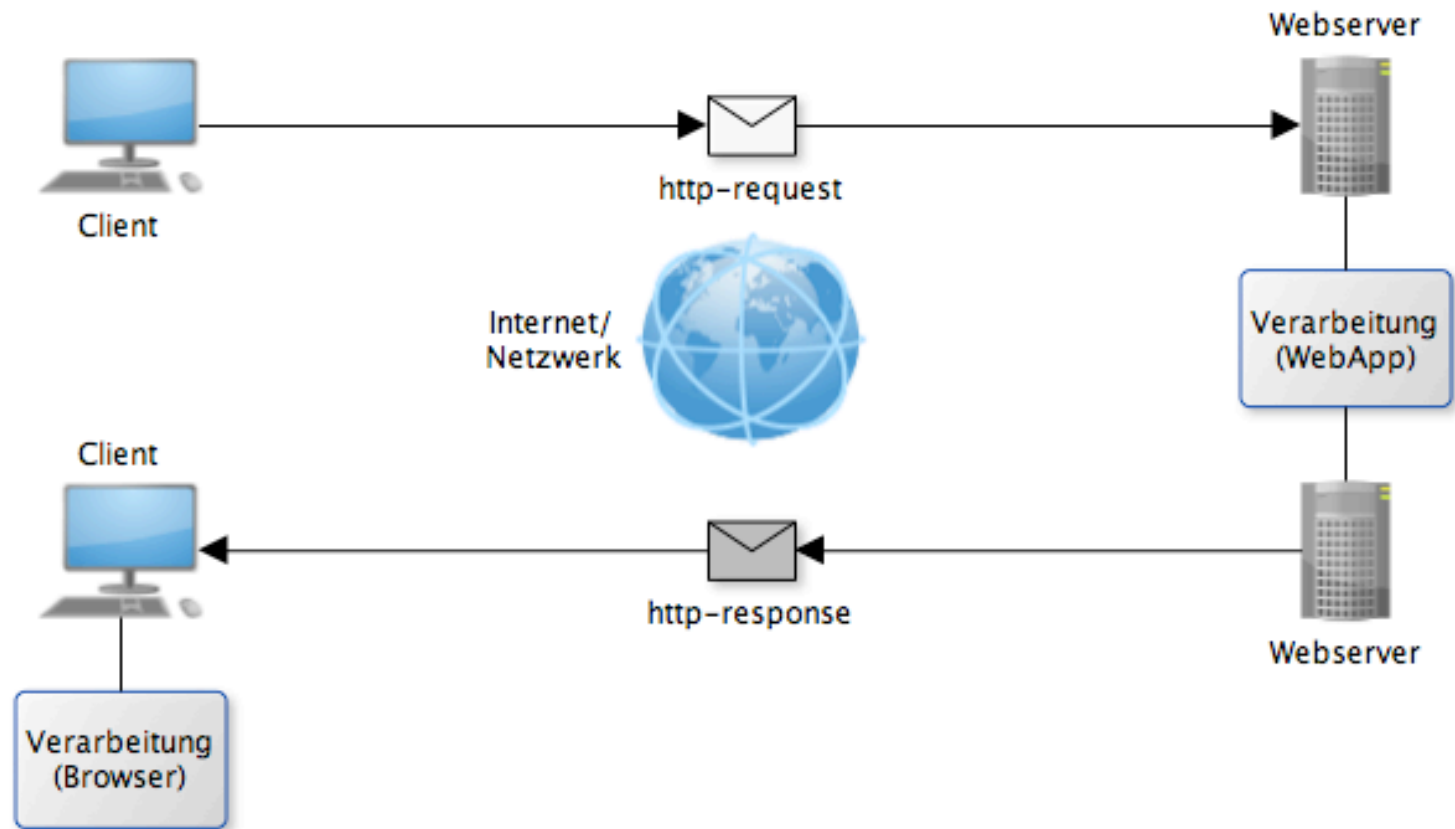 Webserver
http-request
Client
Internet/
Netzwerk
Verarbeitung
(WebApp)
Client
http-response
Webserver
Verarbeitung
(Browser)